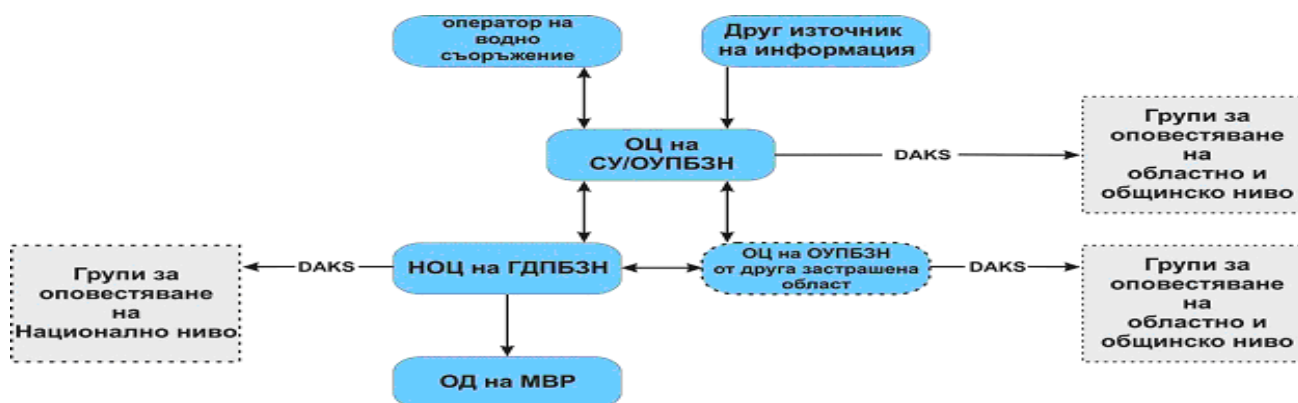 оператор на
водно
съоръжение
Друг източник
на информация
ОЦ на
СУ/ОУПБЗН
DAKS
Групи за
оповестяване
на
областно и
общинско ниво
Групи за
оповестяване
на
Национално ниво
DAKS
НОЦ на ГДПБЗН
ОЦ на ОУПБЗН
от друга застрашена
област
DAKS
Групи за
оповестяване
на
областно и
общинско ниво
ОД на МВР